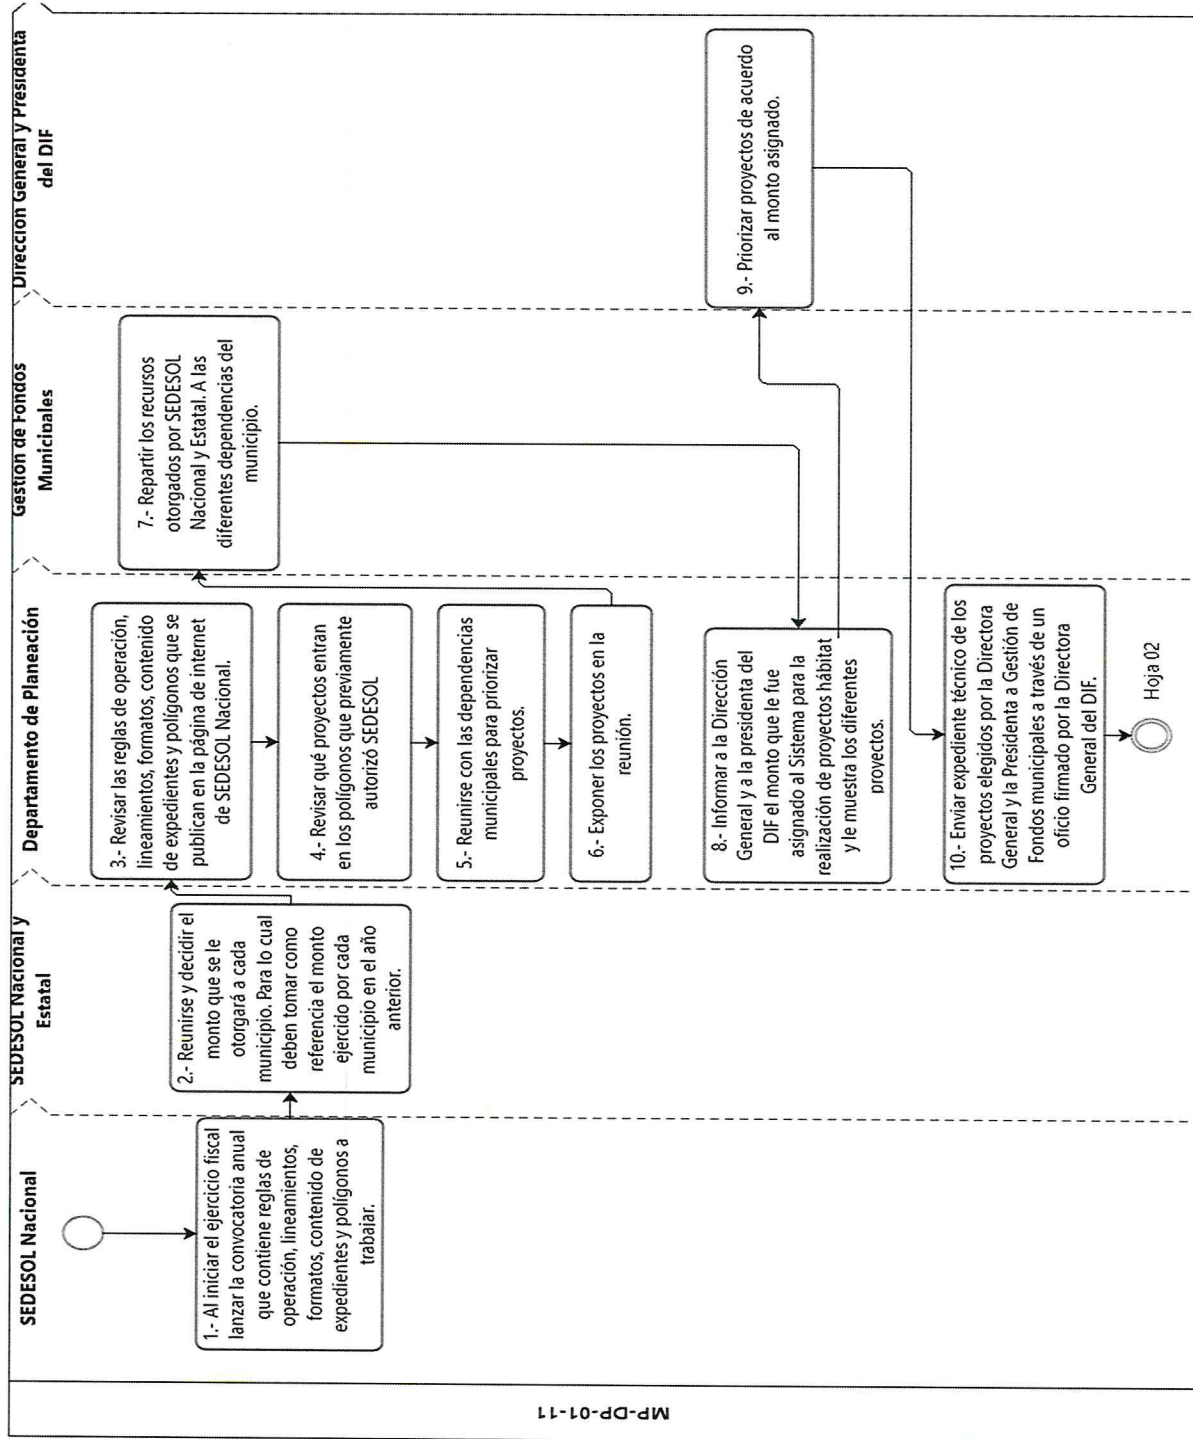 MP-DP-01-11
SEDESOL Nacional
SEDESOL Nacional y
Estatal
Departamento de Planeación
Gestion de Fondos
Municipales
Direccion General y Presidenta
del DIF
1.- Al iniciar el ejercicio fiscal
lanzar la convocatoria anual
que contiene reglas de
operación, lineamientos,
formatos, contenido de
expedientes y polígonos a
trabajar.
2.- Reunirse y decidir el
monto que se le
otorgará a cada
municipio. Para lo cual
deben tomar como
referencia el monto
ejercido por cada
municipio en el año
anterior.
3.- Revisar las reglas de operación,
lineamientos, formatos, contenido
de expedientes y polígonos que se
publican en la página de internet
de SEDESOL Nacional.
4.- Revisar qué proyectos entran
en los polígonos que previamente
autorizó SEDESOL
5.- Reunirse con las dependencias
municipales para priorizar
proyectos.
6.- Exponer los proyectos en la
reunión.
7.- Repartir los recursos
otorgados por SEDESOL
Nacional y Estatal. A las
diferentes dependencias del
municipio.
8.- Informar a la Dirección
General y a la presidenta del
DIF el monto que le fue
asignado al Sistema para la
realización de proyectos hábitat
y le muestra los diferentes
proyectos.
9.- Priorizar proyectos de acuerdo
al monto asignado.
10.- Enviar expediente técnico de los
proyectos elegidos por la Directora
General y la Presidenta a Gestión de
Fondos municipales a través de un
oficio firmado por la Directora
General del DIF.
Hoja 02